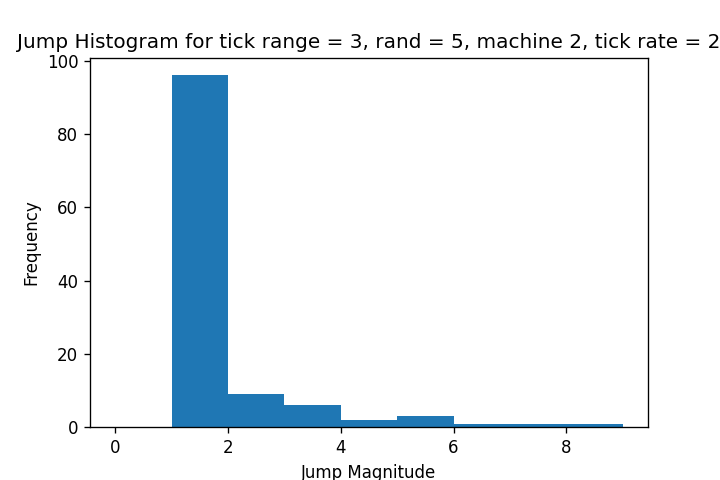 Jump Histogram for tick range = 3, rand = 5, machine 2, tick rate = 2
100
80
60
40
20
0
Frequency
0 2 4 6 8
Jump Magnitude